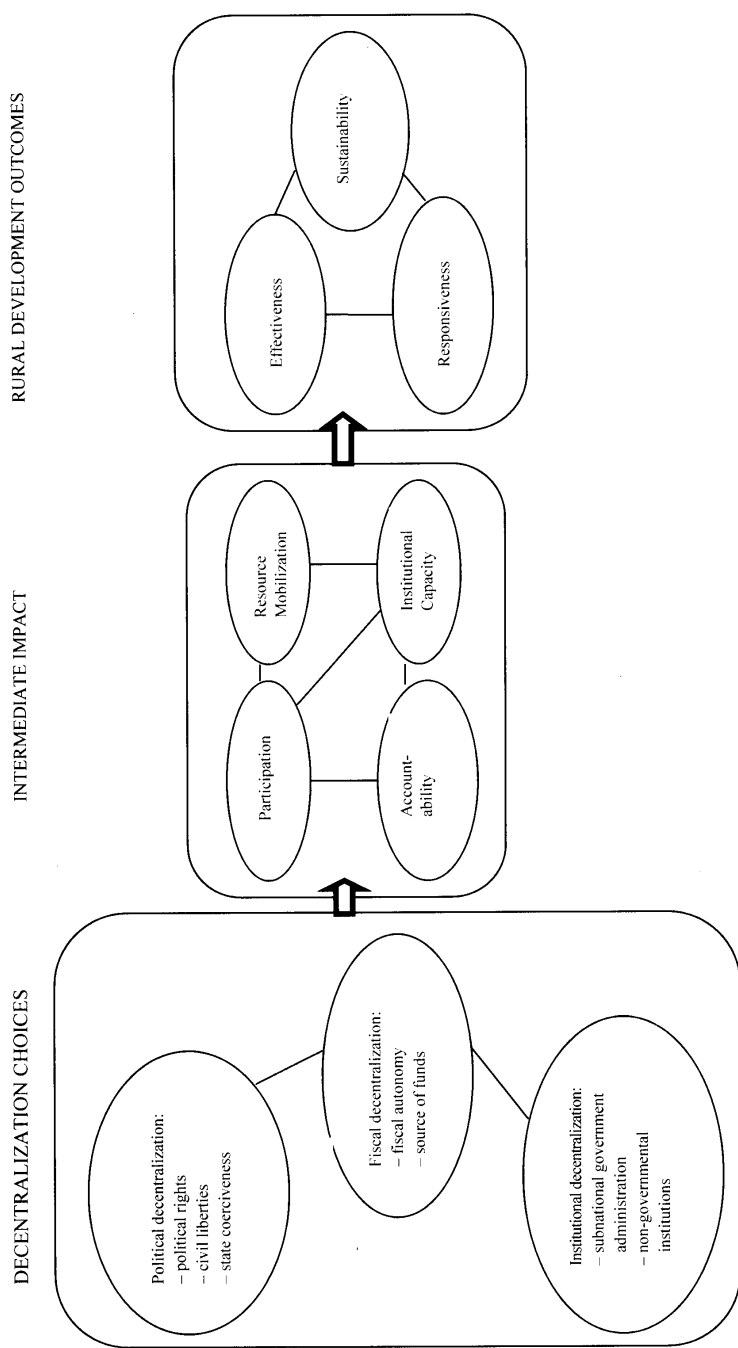 DECENTRALIZATION CHOICES
Political decentralization:
– political rights
– civil liberties
– state coerciveness
Fiscal decentralization:
– fiscal autonomy
– source of funds
Institutional decentralization:
– subnational government
administration
– non-governmental
institutions
INTERMEDIATE IMPACT
Participation
Resource
Mobilization
Account-
ability
Institutional
Capacity
RURAL DEVELOPMENT OUTCOMES
Effectiveness
Sustainability
Responsiveness